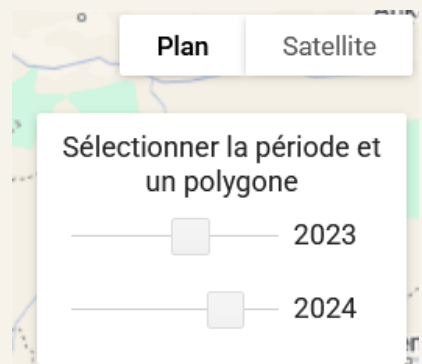 Plan Satellite
Sélectionner la période et
un polygone
2023
2024